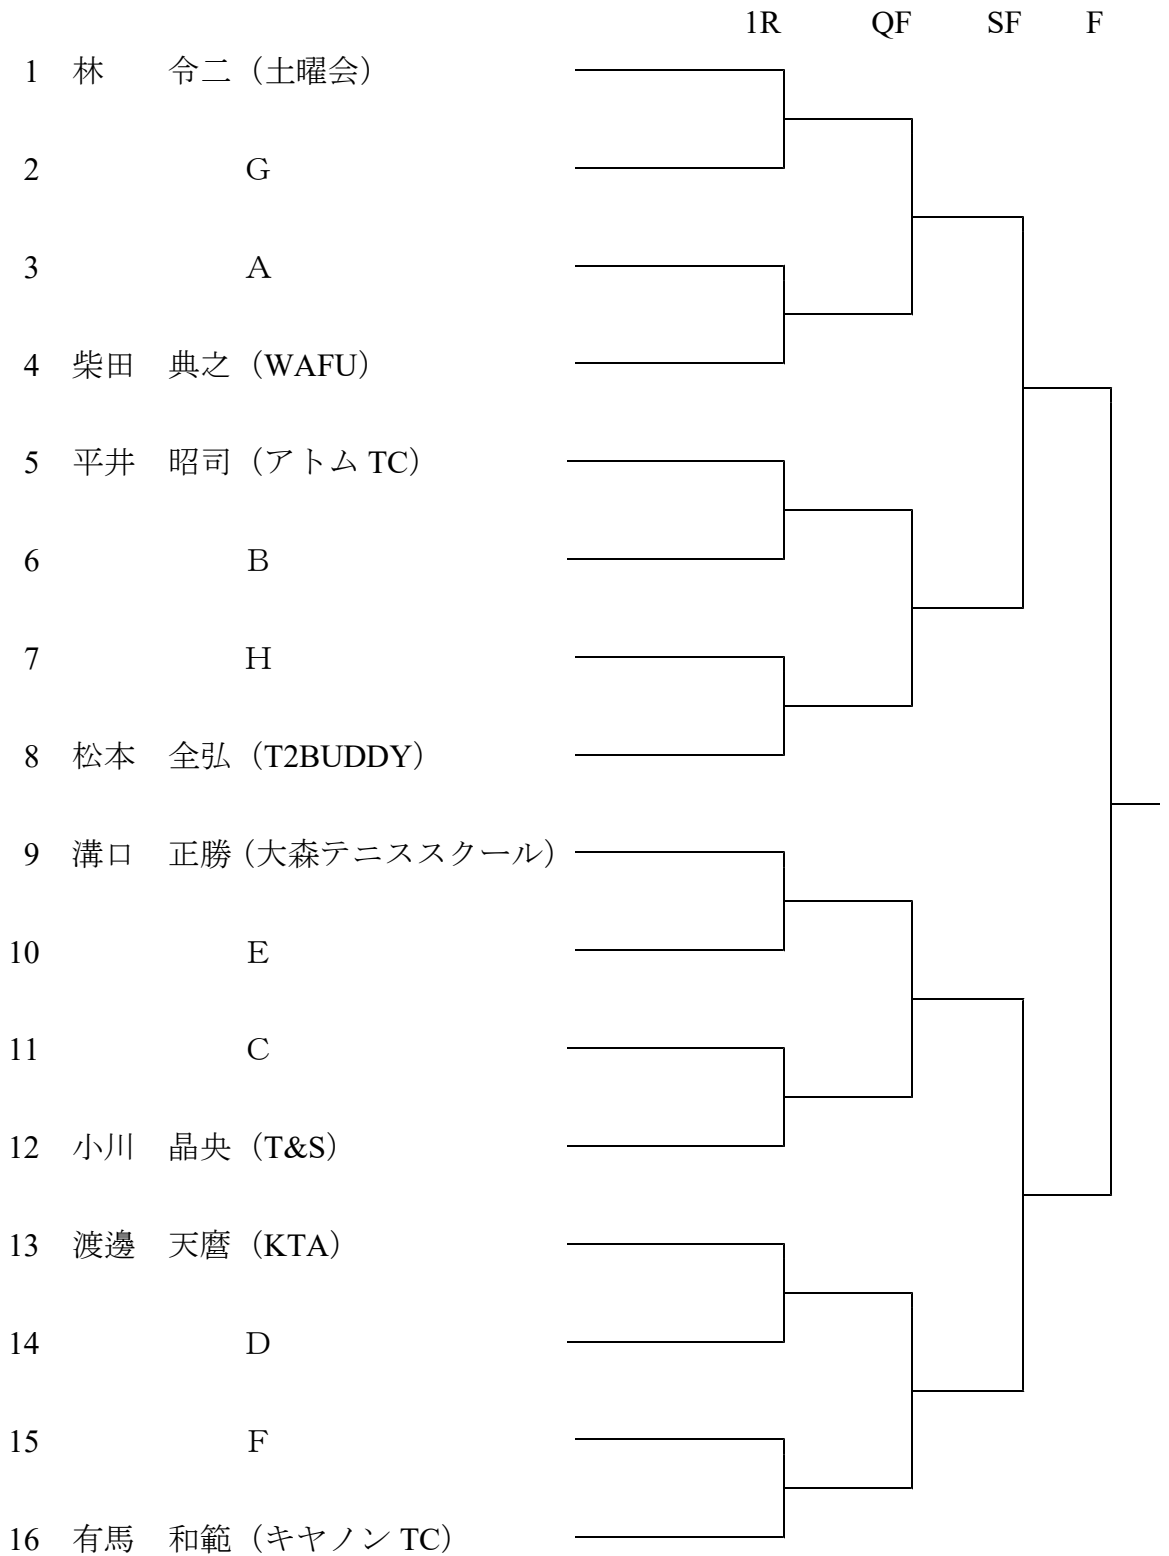 1R QF SF F
1 林 令二（土曜会）
2 G
3 A
4 柴田 典之（WAFU）
5 平井 昭司（アトム TC）
6 B
7 H
8 松本 全弘（T2BUDDY）
9 溝口 正勝（大森テニススクール）
10 E
11 C
12 小川 晶央（T&S）
13 渡邊 天麿（KTA）
14 D
15 F
16 有馬 和範（キヤノン TC）